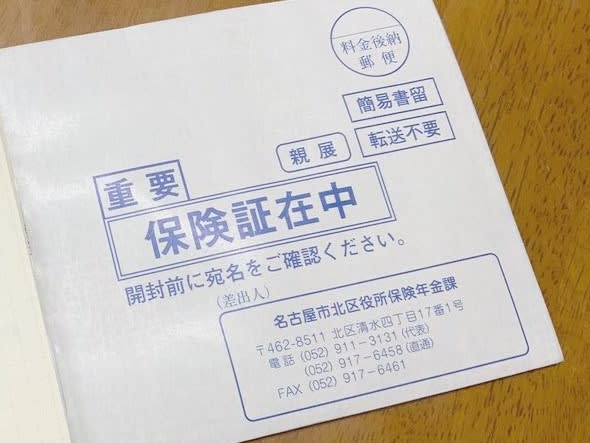 料金後納
郵便
簡易書留
転送不要
親展
重要
保険証在中
開封前に宛名をご確認ください。
(差出人)
名古屋市北区役所保険年金課
〒462-8511 北区清水四丁目17番1号
電話 (052) 911-3131 (代表)
(052) 917-6458 (直通)
FAX (052) 917-6461